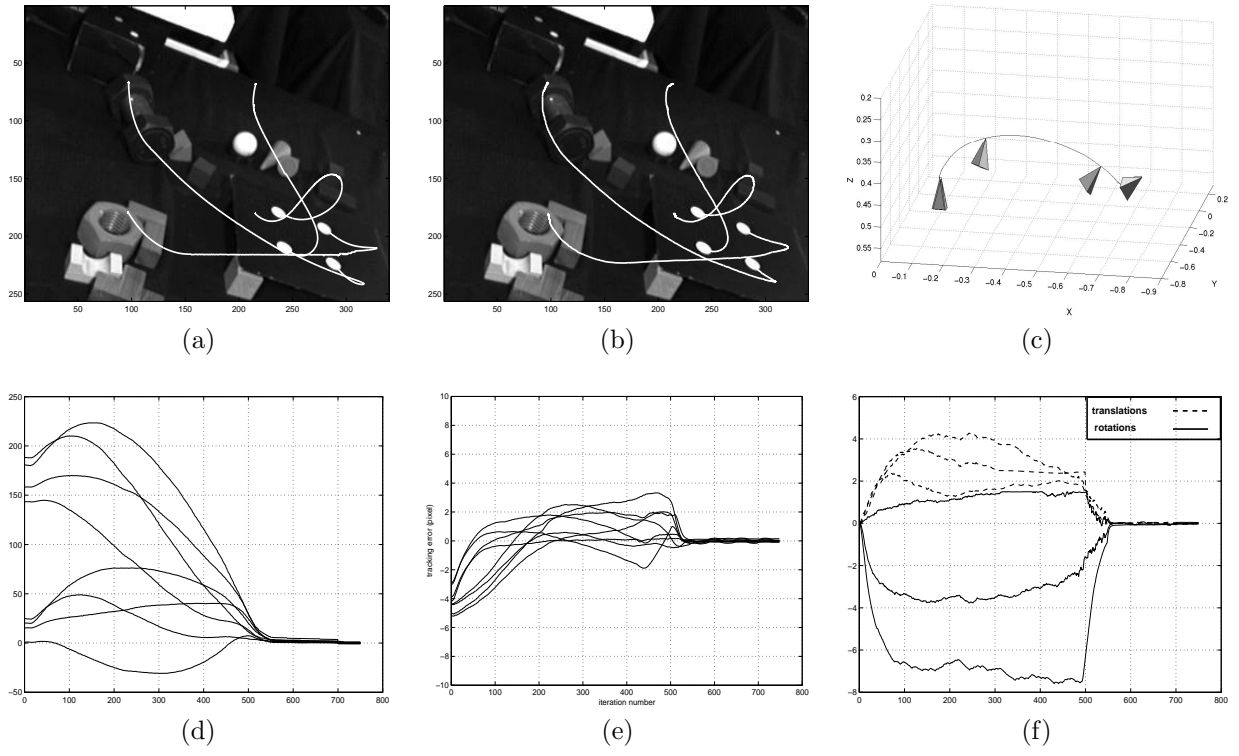 50
100
150
200
250
50 100 150 200 250 300
(a)
50
100
150
200
250
50 100 150 200 250 300
(b)
0.2
0.25
0.3
0.35
0.4
0.45
0.5
0.55
Z
0 −0.1 −0.2 −0.3 −0.4 −0.5 −0.6 −0.7 −0.8 −0.9
X
0.2
0
−0.2
−0.4
−0.6
−0.8
Y
(c)
250
200
150
100
50
0
−50
0 100 200 300 400 500 600 700 800
(d)
10
8
6
4
2
0
−2
−4
−6
−8
−10
tracking error (pixel)
0 100 200 300 400 500 600 700 800
iteration number
(e)
6
4
2
0
−2
−4
−6
−8
0 100 200 300 400 500 600 700 800
translations
rotations
(f)